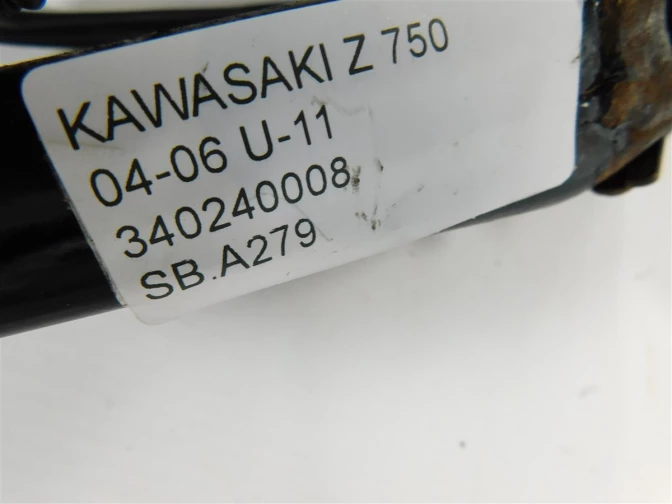 KAWASAKI Z 750
04-06 U-11
340240008
SB.A279